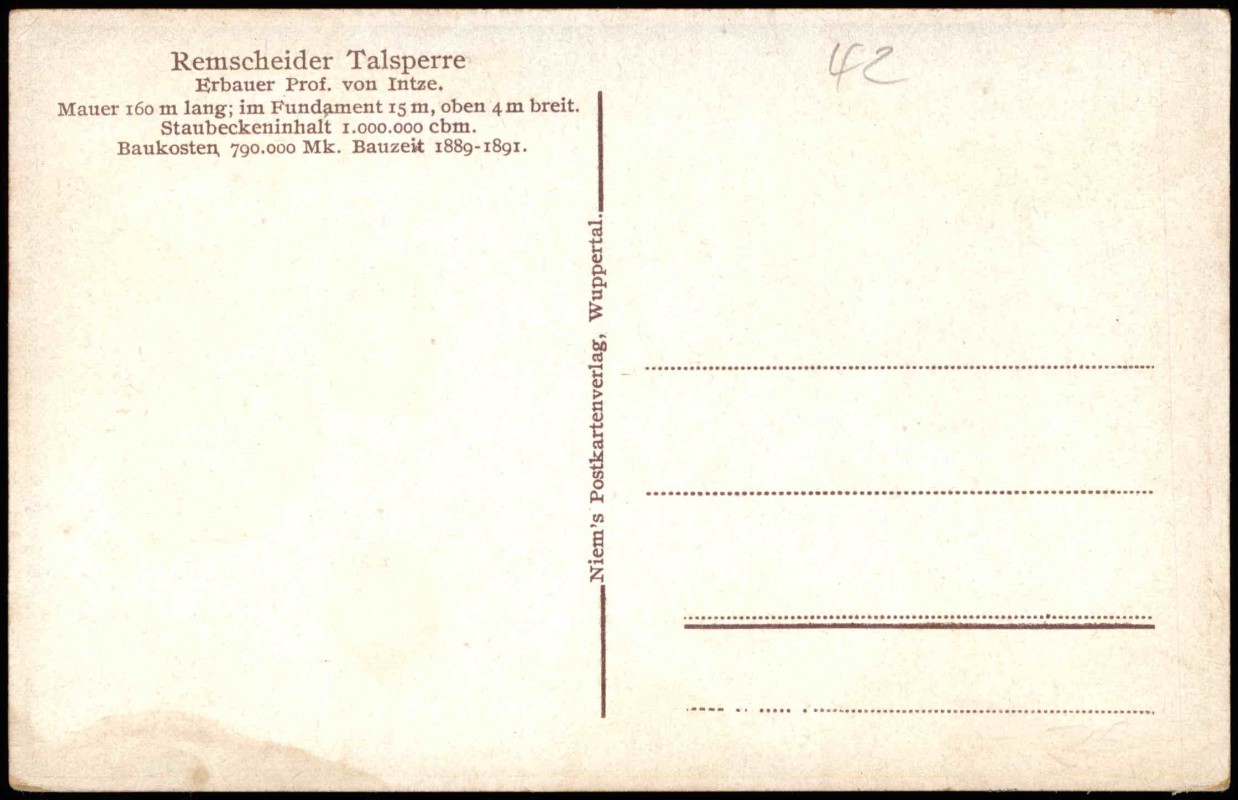 Remscheider Talsperre
Erbauer Prof. von Intze.
Mauer 160 m lang; im Fundament 15 m, oben 4 m breit.
Staubeckeninhalt 1.000.000 cbm.
Baukosten 790.000 Mk. Bauzeit 1889-1891.
Niem's Postkartenverlag, Wuppertal.
42